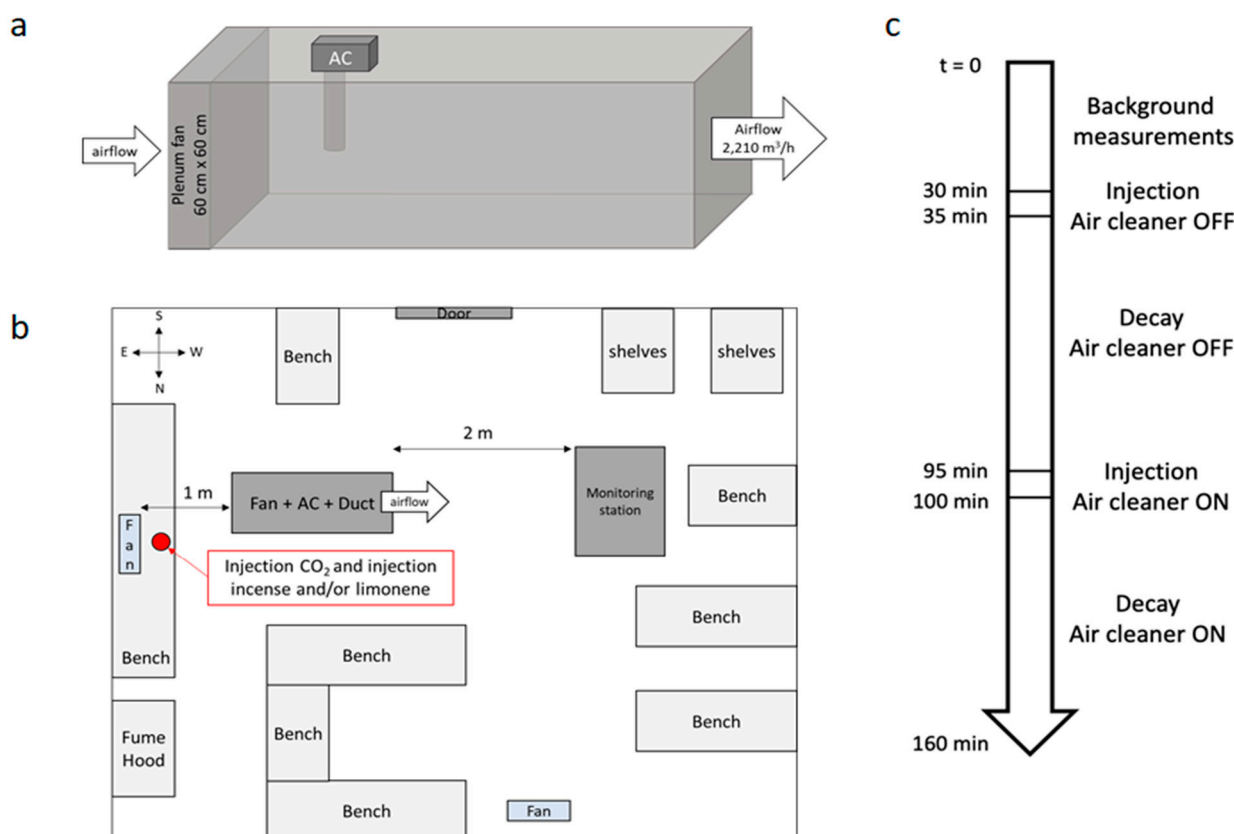 a
AC
airflow
Plenum fan
60 cm x 60 cm
Airflow
2,210 m³/h
b
S
E
W
N
Door
Bench
shelves
shelves
2 m
1 m
Fan + AC + Duct
airflow
Monitoring
station
Bench
Fan
Injection CO₂ and injection
incense and/or limonene
Bench
Bench
Bench
Bench
Bench
Fume
Hood
Bench
Fan
c
t = 0
Background
measurements
30 min
35 min
Injection
Air cleaner OFF
Decay
Air cleaner OFF
95 min
100 min
Injection
Air cleaner ON
Decay
Air cleaner ON
160 min